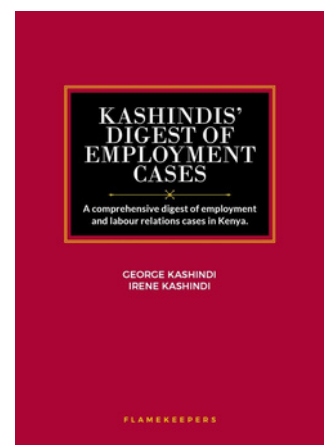 KASHINDIS'
DIGEST OF
EMPLOYMENT
CASES
A comprehensive digest of employment
and labour relations cases in Kenya.
GEORGE KASHINDI
IRENE KASHINDI
FLAMEKEEPERS